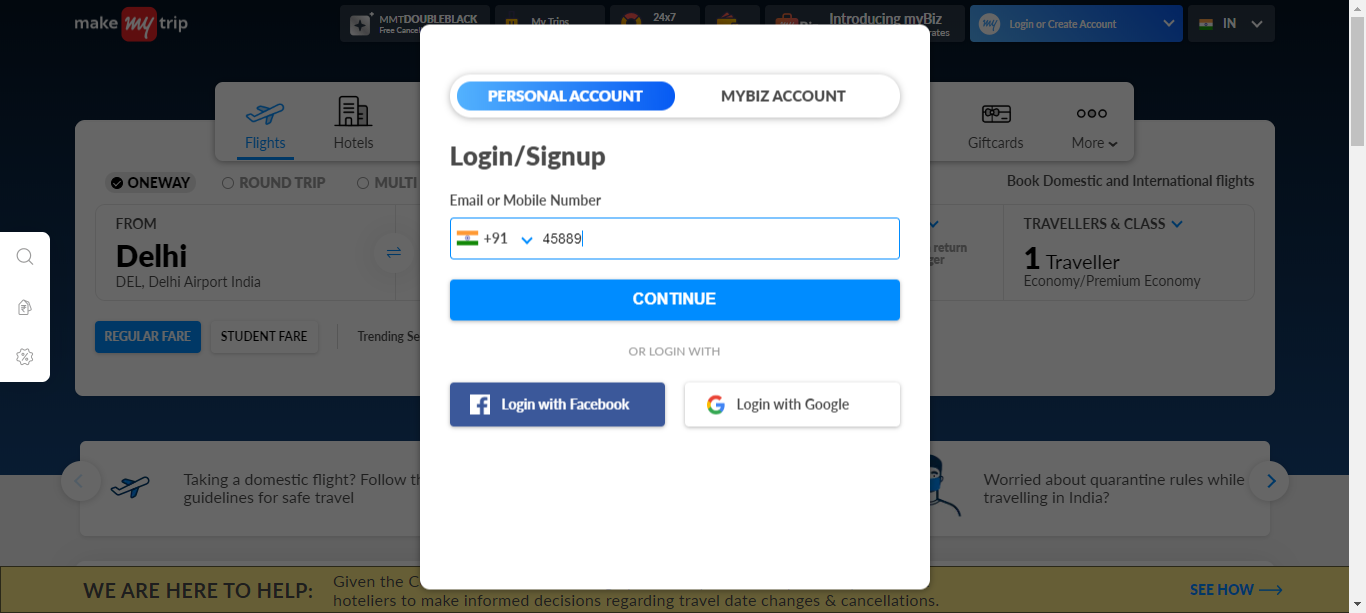 make my trip
MMTDOUBLEBLACK
Free Cancel
My Trips
24x7
Introducing myBiz
rates
my
Login or Create Account
IN
PERSONAL ACCOUNT
MYBIZ ACCOUNT
Flights
Hotels
Giftcards
More
Login/Signup
ONEWAY
ROUND TRIP
MULTI
Book Domestic and International flights
Email or Mobile Number
FROM
Delhi
DEL, Delhi Airport India
+91
45889
return
TRAVELLERS & CLASS
1 Traveller
Economy/Premium Economy
CONTINUE
REGULAR FARE
STUDENT FARE
Trending Se
OR LOGIN WITH
Login with Facebook
Login with Google
Taking a domestic flight? Follow
guidelines for safe travel
Worried about quarantine rules while
travelling in India?
WE ARE HERE TO HELP:
Given the C
hoteliers to make informed decisions regarding travel date changes & cancellations.
SEE HOW